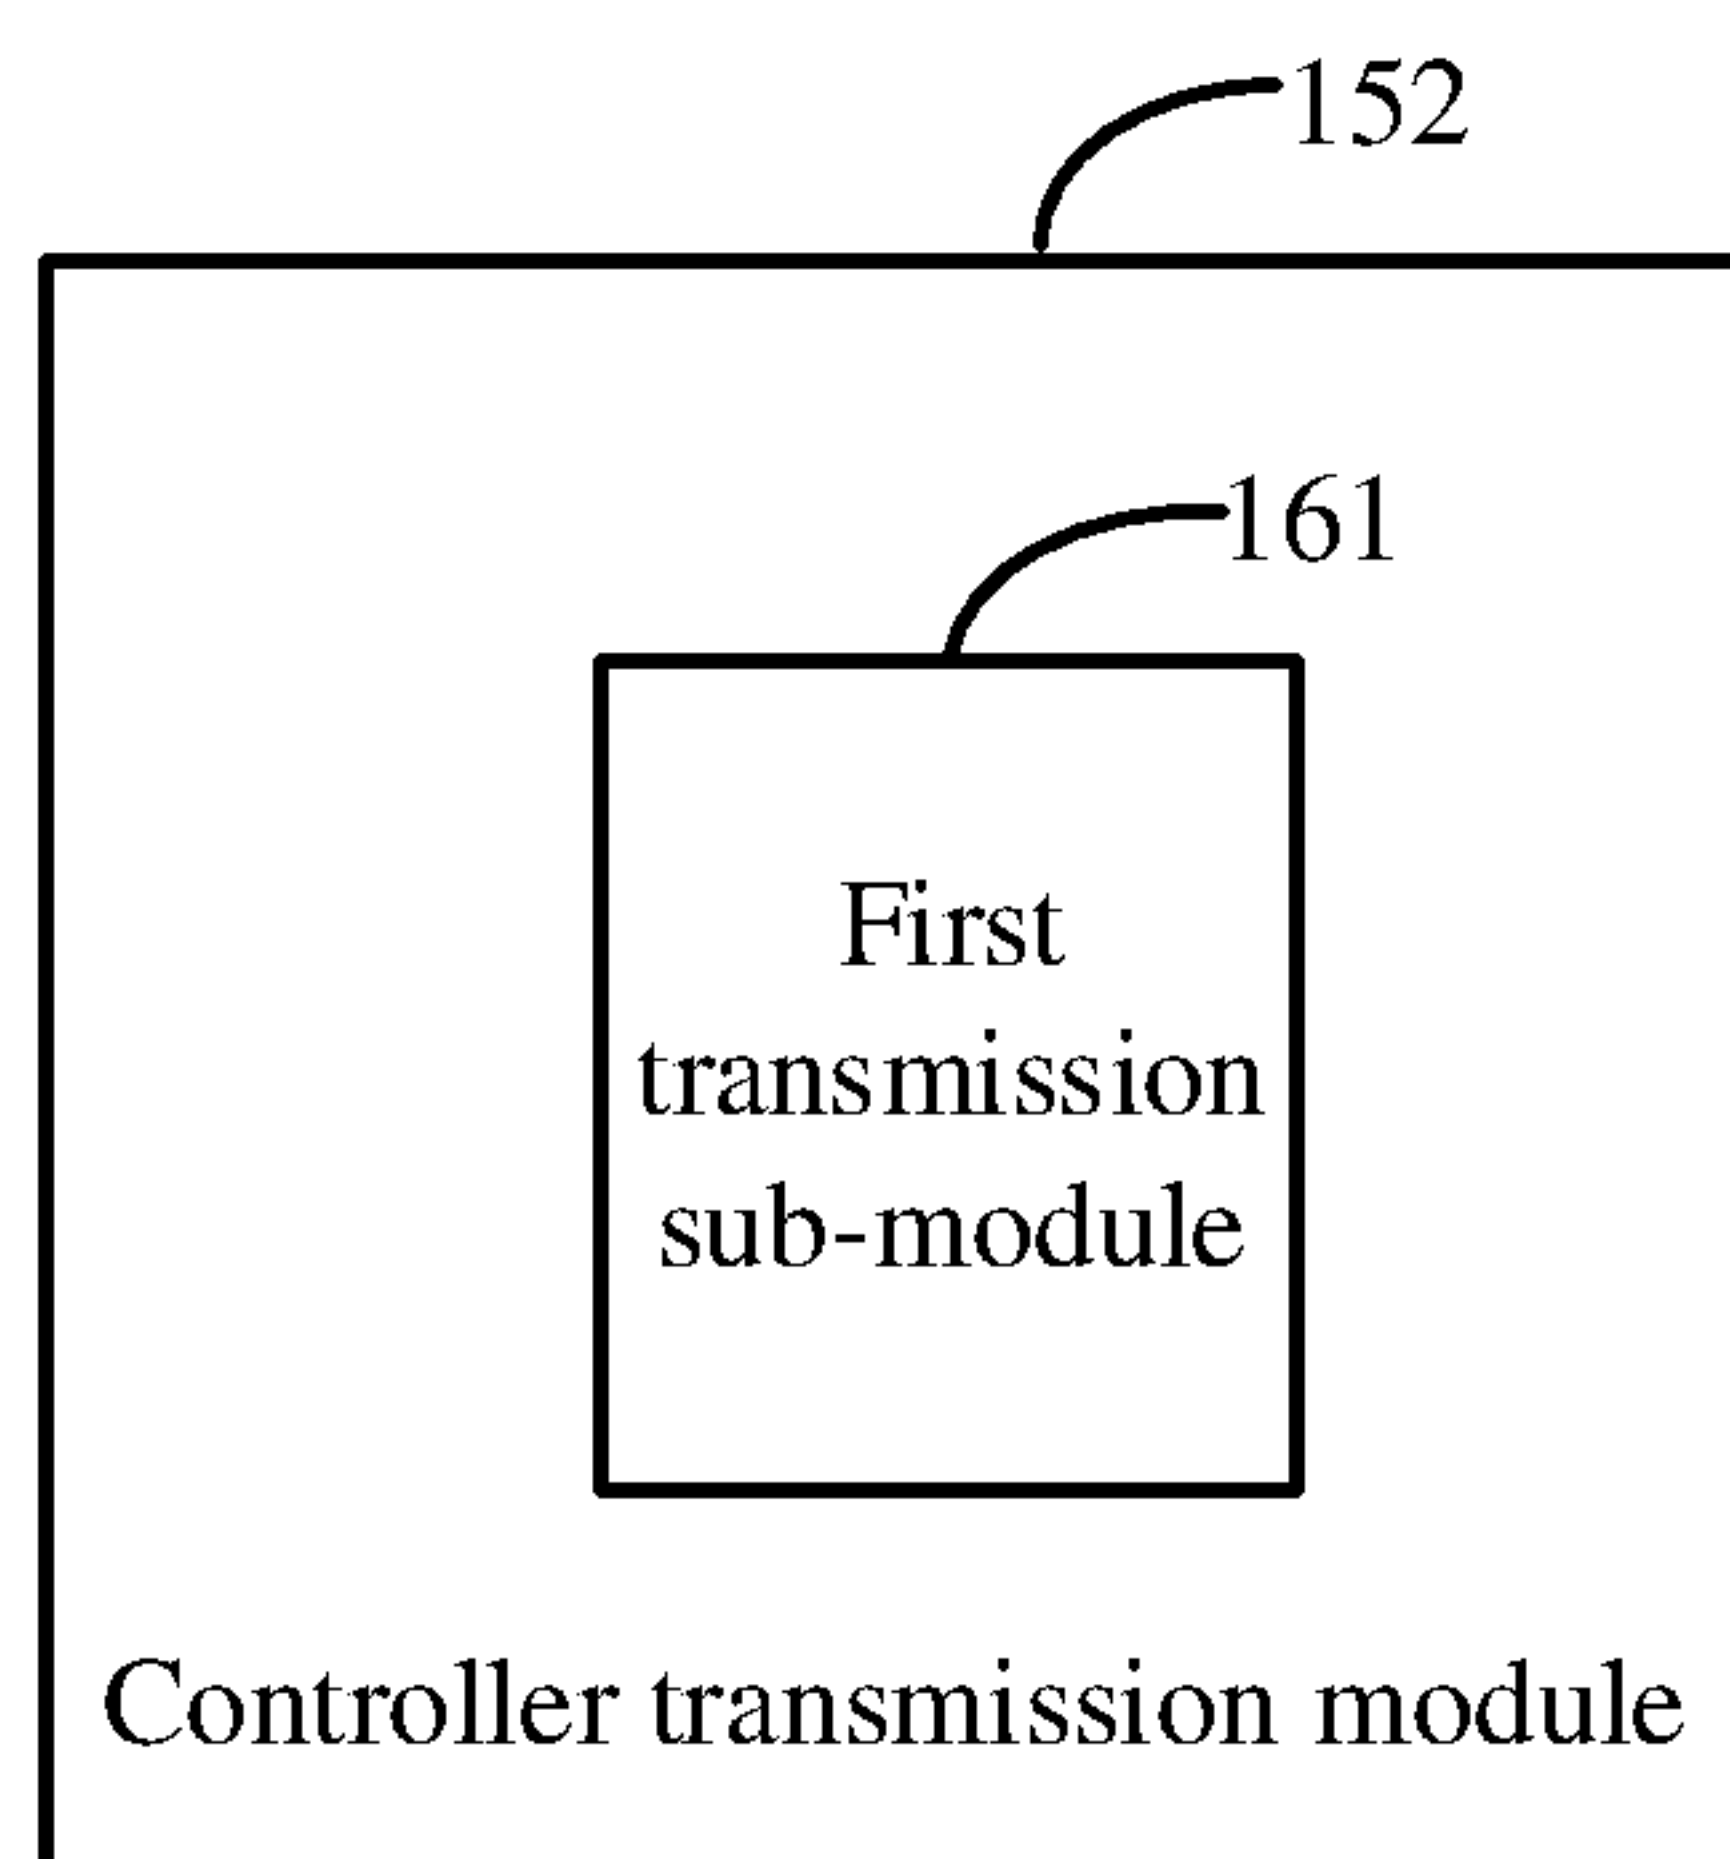 152
161
First
transmission
sub-module
Controller transmission module